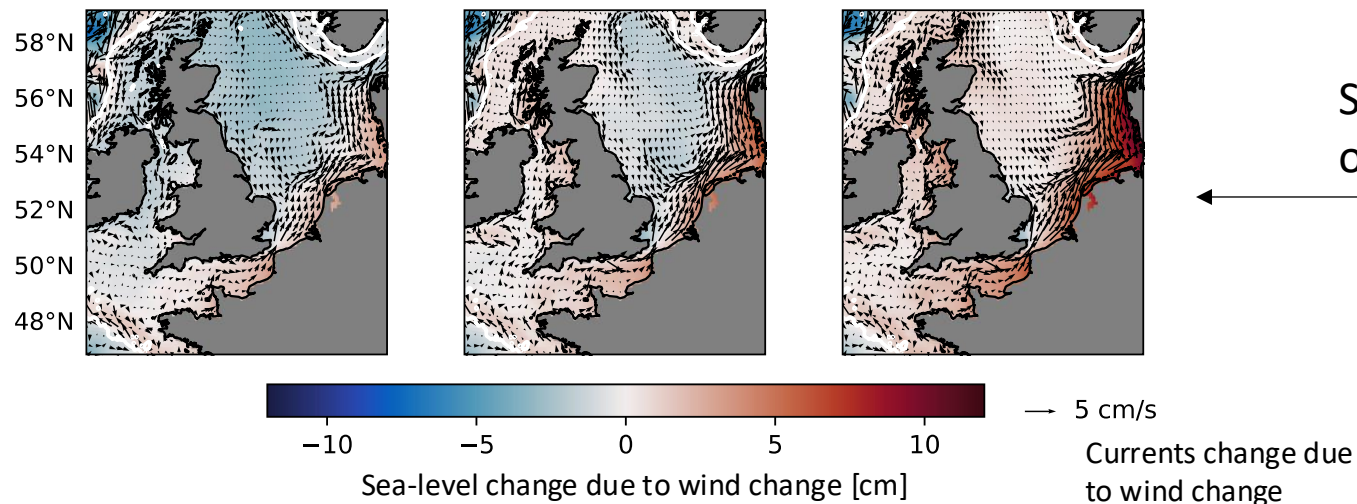 58°N
56°N
54°N
52°N
50°N
48°N
S
o
−10 −5 0 5 10
5 cm/s
Sea-level change due to wind change [cm]
Currents change due
to wind change